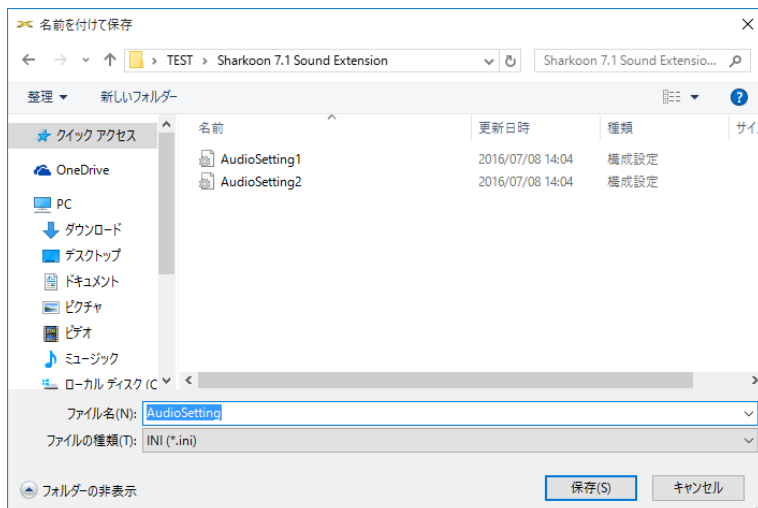 名前を付けて保存
TEST › Sharkoon 7.1 Sound Extension
Sharkoon 7.1 Sound Extensio...
整理
新しいフォルダー
名前
更新日時
種類
サイ
クイック アクセス
OneDrive
PC
ダウンロード
デスクトップ
ドキュメント
ピクチャ
ビデオ
ミュージック
ローカル ディスク (C
AudioSetting1 2016/07/08 14:04 構成設定
AudioSetting2 2016/07/08 14:04 構成設定
ファイル名(N): AudioSetting
ファイルの種類(T): INI (*.ini)
フォルダーの非表示
保存(S)
キャンセル